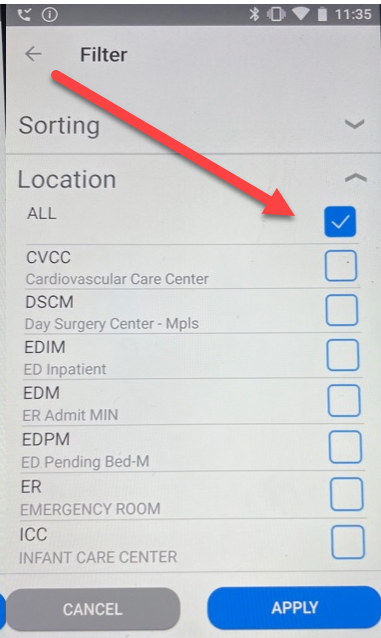 11:35
Filter
Sorting
Location
ALL
CVCC
Cardiovascular Care Center
DSCM
Day Surgery Center - Mpls
EDIM
ED Inpatient
EDM
ER Admit MIN
EDPM
ED Pending Bed-M
ER
EMERGENCY ROOM
ICC
INFANT CARE CENTER
CANCEL
APPLY